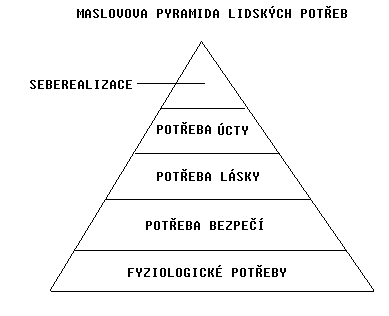 MASLOVOVA PYRAMIDA LIDSKÝCH POTŘEB
SEBEREALIZACE
POTŘEBA ÚCTY
POTŘEBA LÁSKY
POTŘEBA BEZPEČÍ
FYZIOLOGICKÉ POTŘEBY